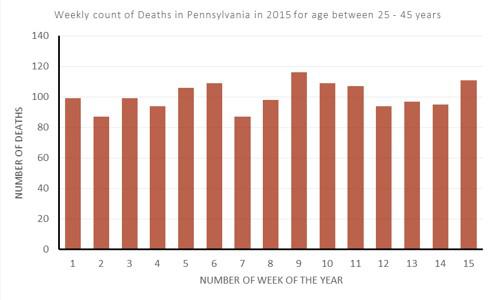 Weekly count of Deaths in Pennsylvania in 2015 for age between 25 - 45 years
140
120
100
80
60
40
20
0
NUMBER OF DEATHS
1 2 3 4 5 6 7 8 9 10 11 12 13 14 15
NUMBER OF WEEK OF THE YEAR